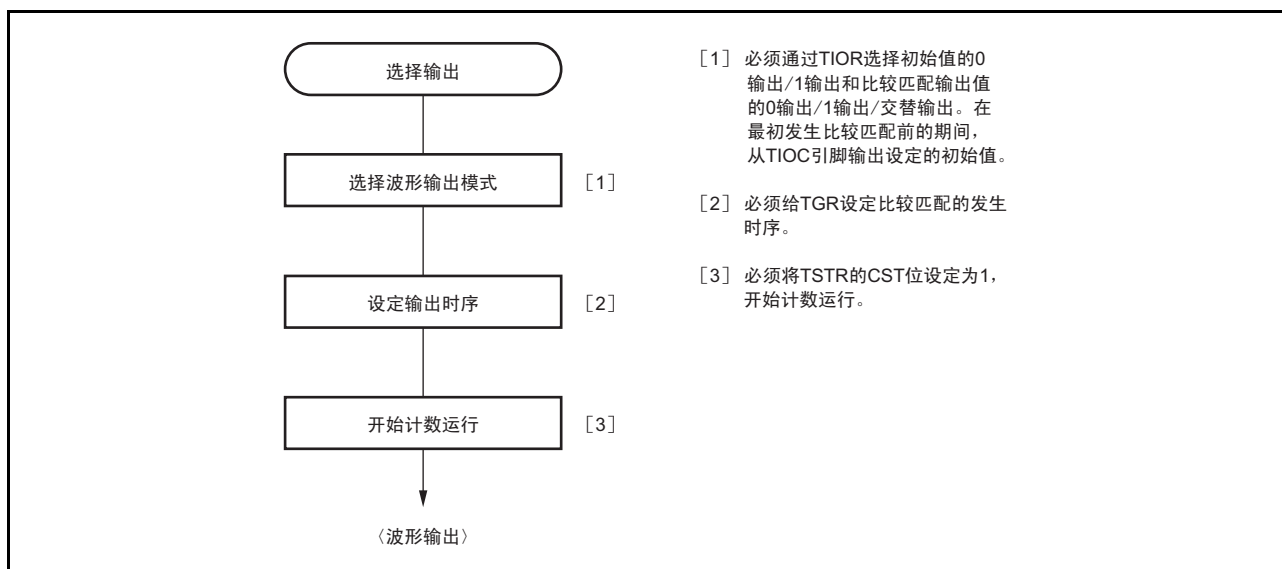 选择输出
选择波形输出模式 [1]
设定输出时序 [2]
开始计数运行 [3]
〈波形输出〉
[1] 必须通过TIOR选择初始值的0
输出/1输出和比较匹配输出值
的0输出/1输出/交替输出。在
最初发生比较匹配前的期间，
从TIOC引脚输出设定的初始值。
[2] 必须给TGR设定比较匹配的发生
时序。
[3] 必须将TSTR的CST位设定为1，
开始计数运行。